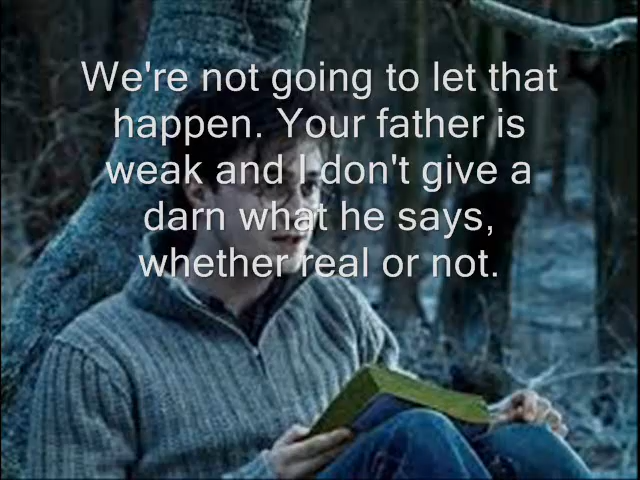 We're not going to let that
happen. Your father is
weak and I don't give a
darn what he says,
whether real or not.